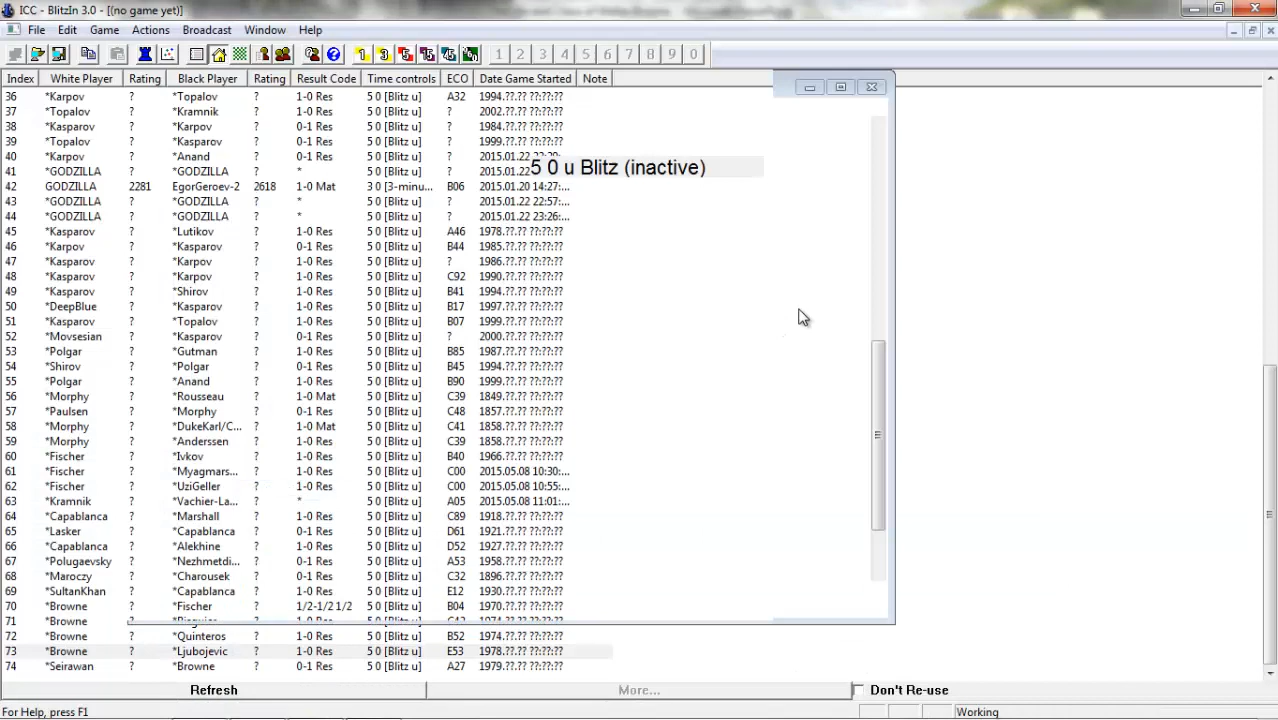 ICC - BlitzIn 3.0 - [(no game yet)]
File Edit Game Actions Broadcast Window Help
1 3 5 15 45 1 2 3 4 5 6 7 8 9 0
Index White Player Rating Black Player Rating Result Code Time controls ECO Date Game Started Note
36 *Karpov ? *Topalov ? 1-0 Res 5 0 [Blitz u] A32 1994.??.?? ??:??:??
37 *Topalov ? *Kramnik ? 1-0 Res 5 0 [Blitz u] ? 2002.??.?? ??:??:??
38 *Kasparov ? *Karpov ? 0-1 Res 5 0 [Blitz u] ? 1984.??.?? ??:??:??
39 *Topalov ? *Kasparov ? 0-1 Res 5 0 [Blitz u] ? 1999.??.?? ??:??:??
40 *Karpov ? *Anand ? 0-1 Res 5 0 [Blitz u] ? 2015.01.22
5 0 u Blitz (inactive)
41 *GODZILLA ? *GODZILLA ? * 5 0 [Blitz u] ? 2015.01.22
42 GODZILLA 2281 EgorGeroev-2 2618 1-0 Mat 3 0 [3-minu... B06 2015.01.20 14:27:...
43 *GODZILLA ? *GODZILLA ? * 5 0 [Blitz u] ? 2015.01.22 22:57:...
44 *GODZILLA ? *GODZILLA ? * 5 0 [Blitz u] ? 2015.01.22 23:26:...
45 *Kasparov ? *Lutikov ? 1-0 Res 5 0 [Blitz u] A46 1978.??.?? ??:??:??
46 *Karpov ? *Kasparov ? 0-1 Res 5 0 [Blitz u] B44 1985.??.?? ??:??:??
47 *Kasparov ? *Karpov ? 1-0 Res 5 0 [Blitz u] ? 1986.??.?? ??:??:??
48 *Kasparov ? *Karpov ? 1-0 Res 5 0 [Blitz u] C92 1990.??.?? ??:??:??
49 *Kasparov ? *Shirov ? 1-0 Res 5 0 [Blitz u] B41 1994.??.?? ??:??:??
50 *DeepBlue ? *Kasparov ? 1-0 Res 5 0 [Blitz u] B17 1997.??.?? ??:??:??
51 *Kasparov ? *Topalov ? 1-0 Res 5 0 [Blitz u] B07 1999.??.?? ??:??:??
52 *Movsesian ? *Kasparov ? 0-1 Res 5 0 [Blitz u] ? 2000.??.?? ??:??:??
53 *Polgar ? *Gutman ? 1-0 Res 5 0 [Blitz u] B85 1987.??.?? ??:??:??
54 *Shirov ? *Polgar ? 0-1 Res 5 0 [Blitz u] B45 1994.??.?? ??:??:??
55 *Polgar ? *Anand ? 1-0 Res 5 0 [Blitz u] B90 1999.??.?? ??:??:??
56 *Morphy ? *Rousseau ? 1-0 Mat 5 0 [Blitz u] C39 1849.??.?? ??:??:??
57 *Paulsen ? *Morphy ? 0-1 Res 5 0 [Blitz u] C48 1857.??.?? ??:??:??
58 *Morphy ? *DukeKarl/C... ? 1-0 Mat 5 0 [Blitz u] C41 1858.??.?? ??:??:??
59 *Morphy ? *Anderssen ? 1-0 Res 5 0 [Blitz u] C39 1858.??.?? ??:??:??
60 *Fischer ? *Ivkov ? 1-0 Res 5 0 [Blitz u] B40 1966.??.?? ??:??:??
61 *Fischer ? *Myagmars... ? 1-0 Res 5 0 [Blitz u] C00 2015.05.08 10:30:...
62 *Fischer ? *UziGeller ? 1-0 Res 5 0 [Blitz u] C00 2015.05.08 10:55:...
63 *Kramnik ? *Vachier-La... ? * 5 0 [Blitz u] A05 2015.05.08 11:01:...
64 *Capablanca ? *Marshall ? 1-0 Res 5 0 [Blitz u] C89 1918.??.?? ??:??:??
65 *Lasker ? *Capablanca ? 0-1 Res 5 0 [Blitz u] D61 1921.??.?? ??:??:??
66 *Capablanca ? *Alekhine ? 0-1 Res 5 0 [Blitz u] D52 1927.??.?? ??:??:??
67 *Polugaevsky ? *Nezhmetdi... ? 0-1 Res 5 0 [Blitz u] A53 1958.??.?? ??:??:??
68 *Maroczy ? *Charousek ? 0-1 Res 5 0 [Blitz u] C32 1896.??.?? ??:??:??
69 *SultanKhan ? *Capablanca ? 1-0 Res 5 0 [Blitz u] E12 1930.??.?? ??:??:??
70 *Browne ? *Fischer ? 1/2-1/2 1/2 5 0 [Blitz u] B04 1970.??.?? ??:??:??
71 *Browne
72 *Browne ? *Quinteros ? 1-0 Res 5 0 [Blitz u] B52 1974.??.?? ??:??:??
73 *Browne ? *Ljubojevic ? 1-0 Res 5 0 [Blitz u] E53 1978.??.?? ??:??:??
74 *Seirawan ? *Browne ? 0-1 Res 5 0 [Blitz u] A27 1979.??.?? ??:??:??
Refresh More... Don't Re-use
For Help, press F1 Working